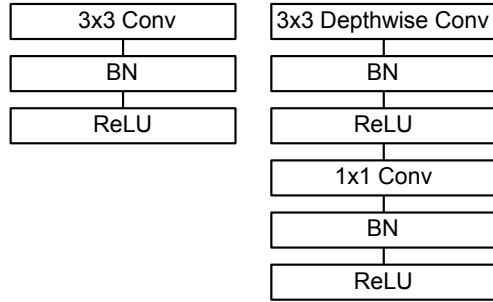 3x3 Conv
BN
ReLU
3x3 Depthwise Conv
BN
ReLU
1x1 Conv
BN
ReLU